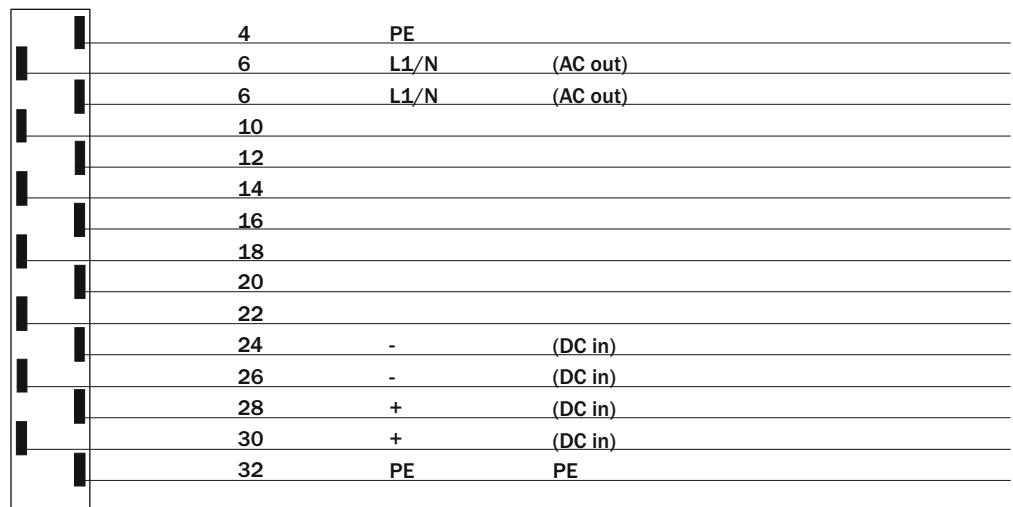 4 PE
6 L1/N (AC out)
6 L1/N (AC out)
10
12
14
16
18
20
22
24 - (DC in)
26 - (DC in)
28 + (DC in)
30 + (DC in)
32 PE PE